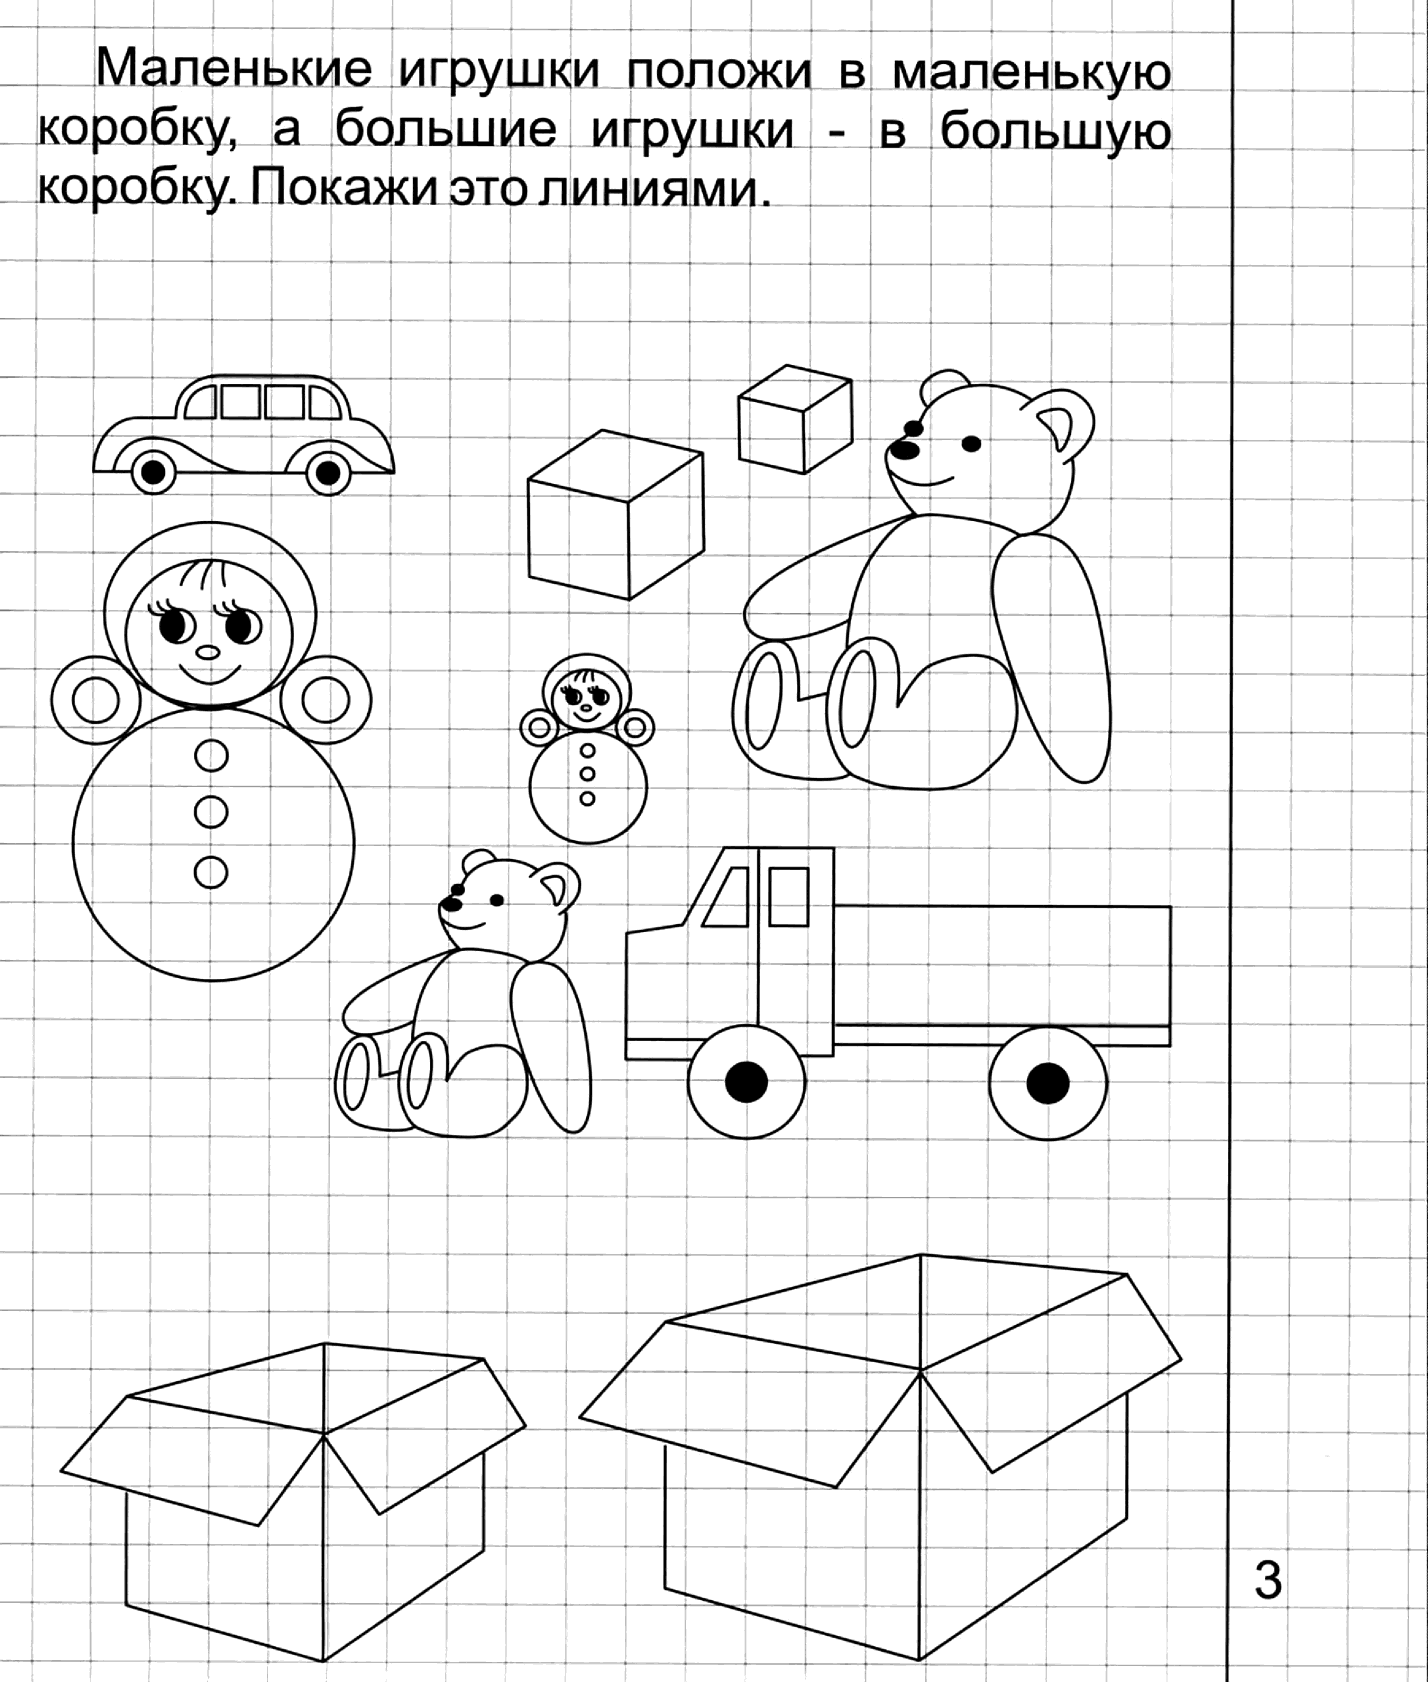 Маленькие игрушки положи в маленькую
коробку, а большие игрушки - в большую
коробку. Покажи это линиями.
3